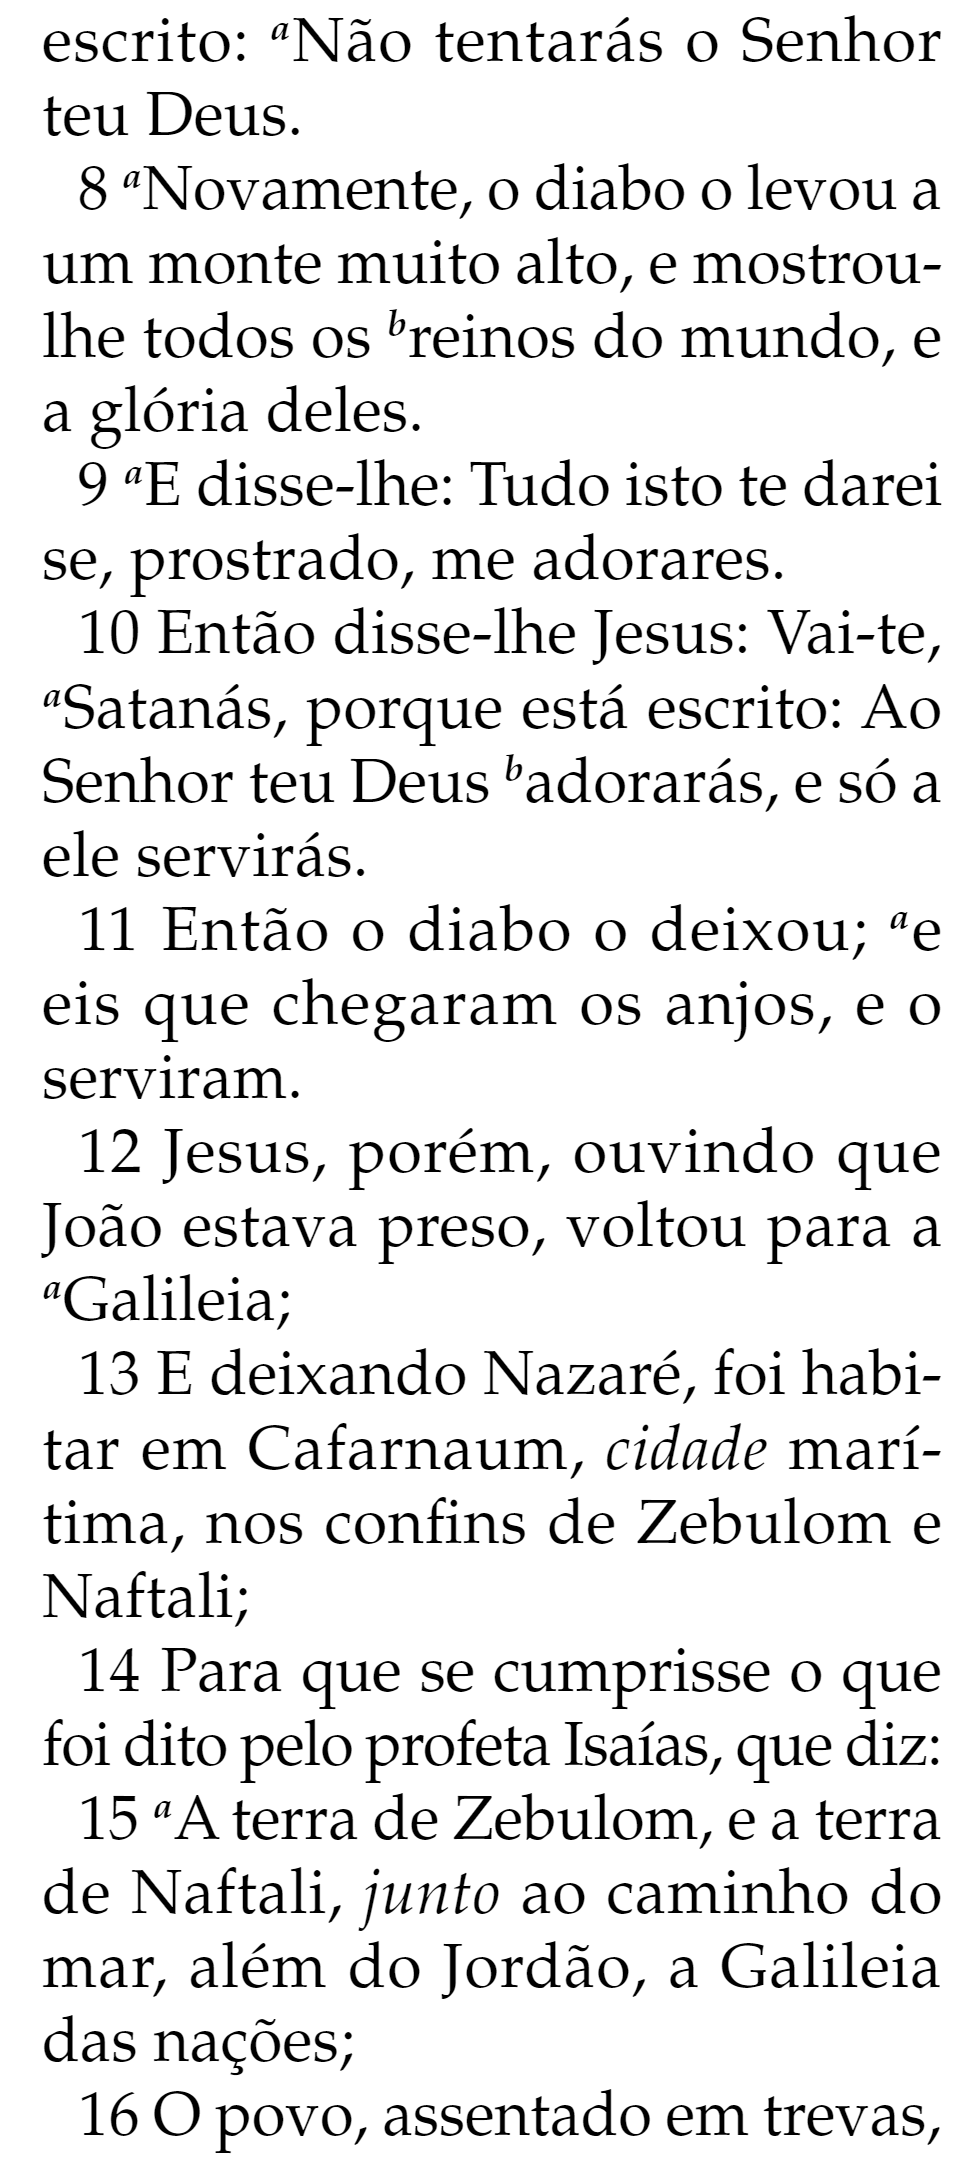 escrito: ᵃNão tentarás o Senhor
teu Deus.
8 ᵃNovamente, o diabo o levou a
um monte muito alto, e mostrou-
lhe todos os ᵇreinos do mundo, e
a glória deles.
9 ᵃE disse-lhe: Tudo isto te darei
se, prostrado, me adorares.
10 Então disse-lhe Jesus: Vai-te,
ᵃSatanás, porque está escrito: Ao
Senhor teu Deus ᵇadorarás, e só a
ele servirás.
11 Então o diabo o deixou; ᵃe
eis que chegaram os anjos, e o
serviram.
12 Jesus, porém, ouvindo que
João estava preso, voltou para a
ᵃGalileia;
13 E deixando Nazaré, foi habi-
tar em Cafarnaum, cidade marí-
tima, nos confins de Zebulom e
Naftali;
14 Para que se cumprisse o que
foi dito pelo profeta Isaías, que diz:
15 ᵃA terra de Zebulom, e a terra
de Naftali, junto ao caminho do
mar, além do Jordão, a Galileia
das nações;
16 O povo, assentado em trevas,